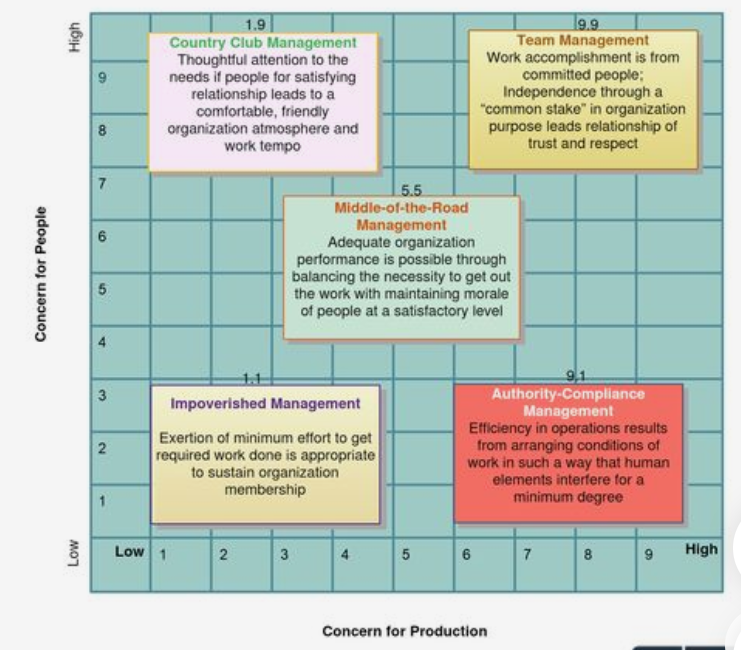 High
1.9
Country Club Management
Thoughtful attention to the
needs if people for satisfying
relationship leads to a
comfortable, friendly
organization atmosphere and
work tempo
9.9
Team Management
Work accomplishment is from
committed people;
Independence through a
“common stake” in organization
purpose leads relationship of
trust and respect
9
8
7
6
5
4
3
2
1
Concern for People
5.5
Middle-of-the-Road
Management
Adequate organization
performance is possible through
balancing the necessity to get out
the work with maintaining morale
of people at a satisfactory level
1.1
Impoverished Management
Exertion of minimum effort to get
required work done is appropriate
to sustain organization
membership
9,1
Authority-Compliance
Management
Efficiency in operations results
from arranging conditions of
work in such a way that human
elements interfere for a
minimum degree
Low
Low 1 2 3 4 5 6 7 8 9 High
Concern for Production